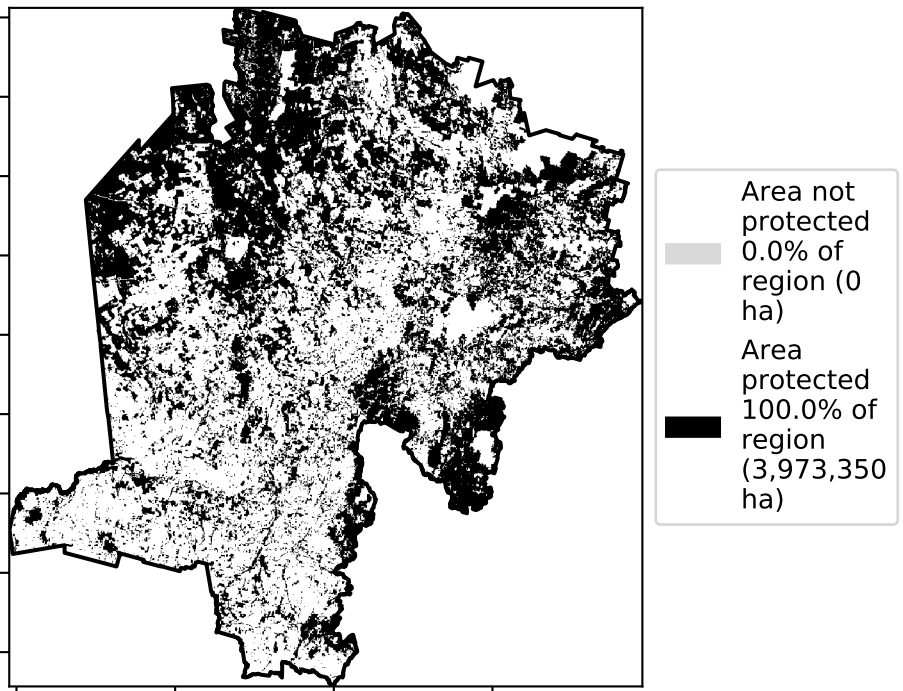 Area not
protected
0.0% of
region (0
ha)
Area
protected
100.0% of
region
(3,973,350
ha)